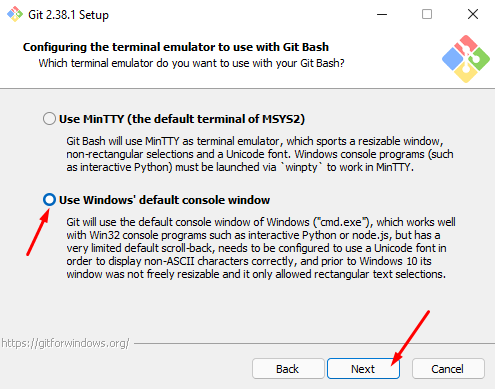 Git 2.38.1 Setup
Configuring the terminal emulator to use with Git Bash
Which terminal emulator do you want to use with your Git Bash?
Use MinTTY (the default terminal of MSYS2)
Git Bash will use MinTTY as terminal emulator, which sports a resizable window,
non-rectangular selections and a Unicode font. Windows console programs (such
as interactive Python) must be launched via `winpty` to work in MinTTY.
Use Windows' default console window
Git will use the default console window of Windows ("cmd.exe"), which works well
with Win32 console programs such as interactive Python or node.js, but has a
very limited default scroll-back, needs to be configured to use a Unicode font in
order to display non-ASCII characters correctly, and prior to Windows 10 its
window was not freely resizable and it only allowed rectangular text selections.
https://gitforwindows.org/
Back Next Cancel